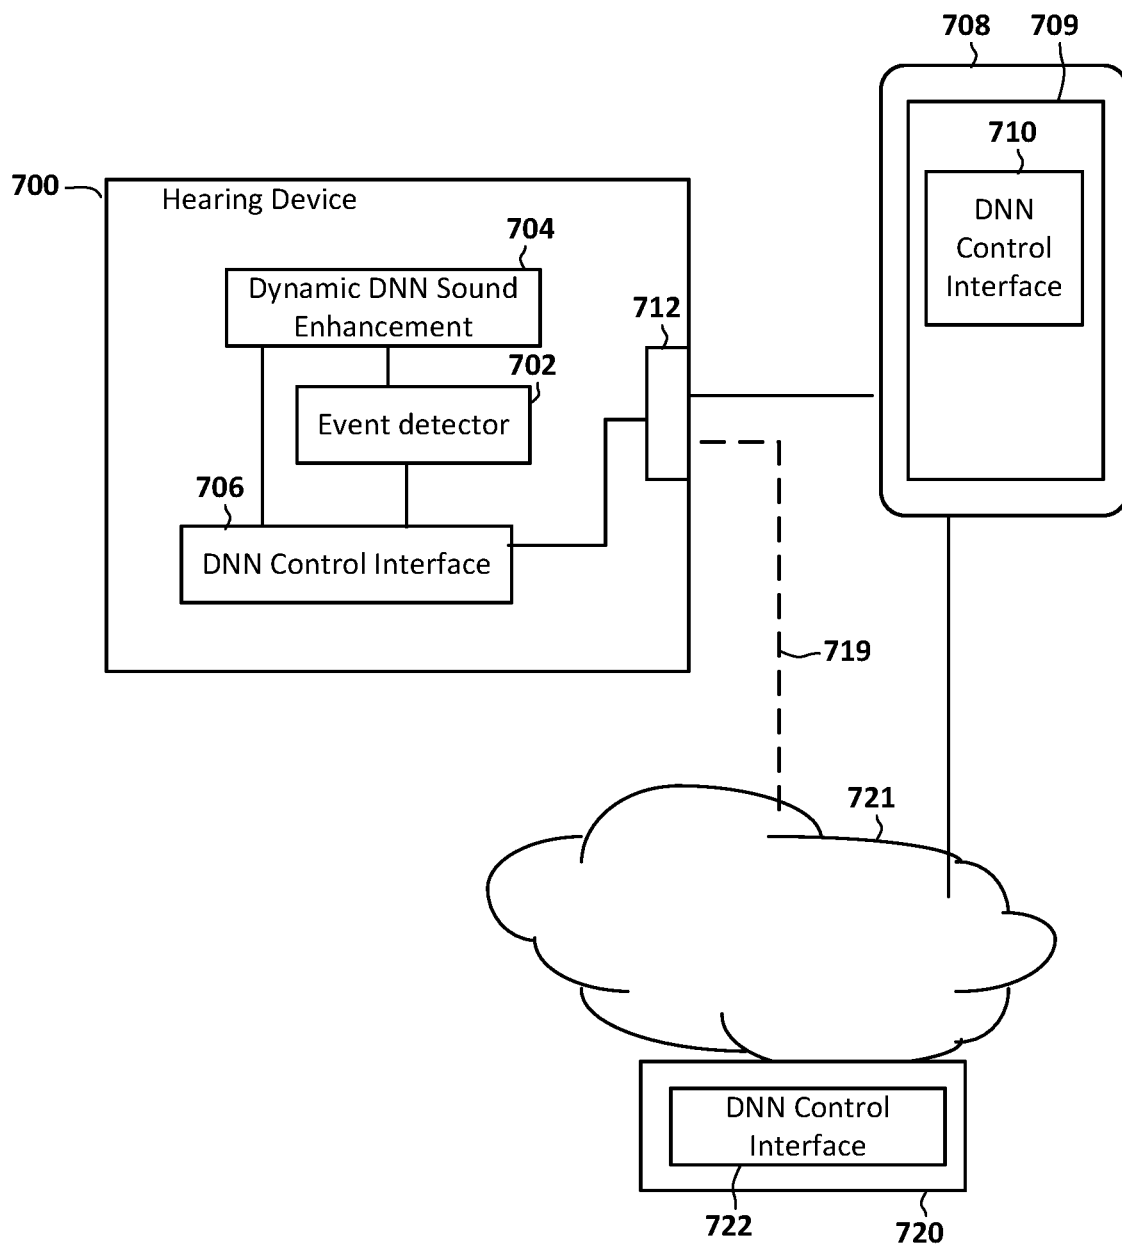 708
709
710
DNN
Control
Interface
700
Hearing Device
704
Dynamic DNN Sound
Enhancement
712
702
Event detector
706
DNN Control Interface
719
721
DNN Control
Interface
722
720